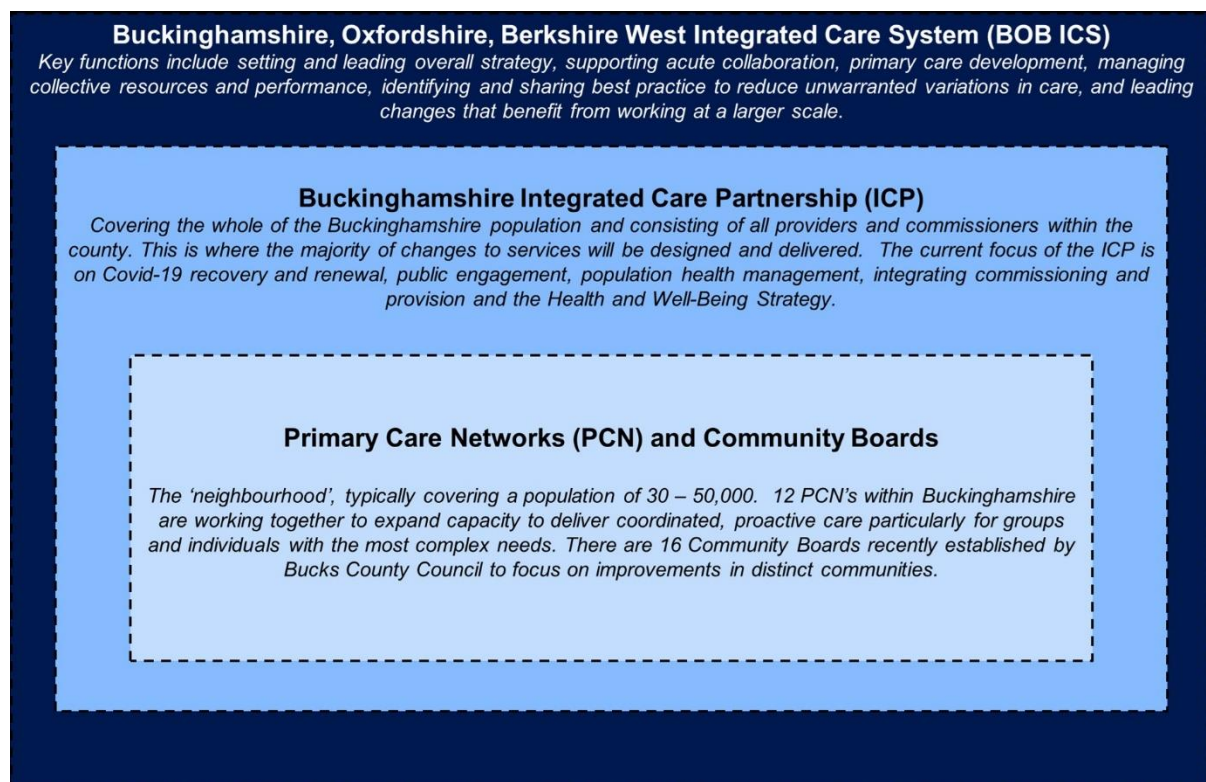 Buckinghamshire, Oxfordshire, Berkshire West Integrated Care System (BOB ICS)
Key functions include setting and leading overall strategy, supporting acute collaboration, primary care development, managing
collective resources and performance, identifying and sharing best practice to reduce unwarranted variations in care, and leading
changes that benefit from working at a larger scale.
Buckinghamshire Integrated Care Partnership (ICP)
Covering the whole of the Buckinghamshire population and consisting of all providers and commissioners within the
county. This is where the majority of changes to services will be designed and delivered. The current focus of the ICP is
on Covid-19 recovery and renewal, public engagement, population health management, integrating commissioning and
provision and the Health and Well-Being Strategy.
Primary Care Networks (PCN) and Community Boards
The ‘neighbourhood’, typically covering a population of 30 – 50,000. 12 PCN’s within Buckinghamshire
are working together to expand capacity to deliver coordinated, proactive care particularly for groups
and individuals with the most complex needs. There are 16 Community Boards recently established by
Bucks County Council to focus on improvements in distinct communities.